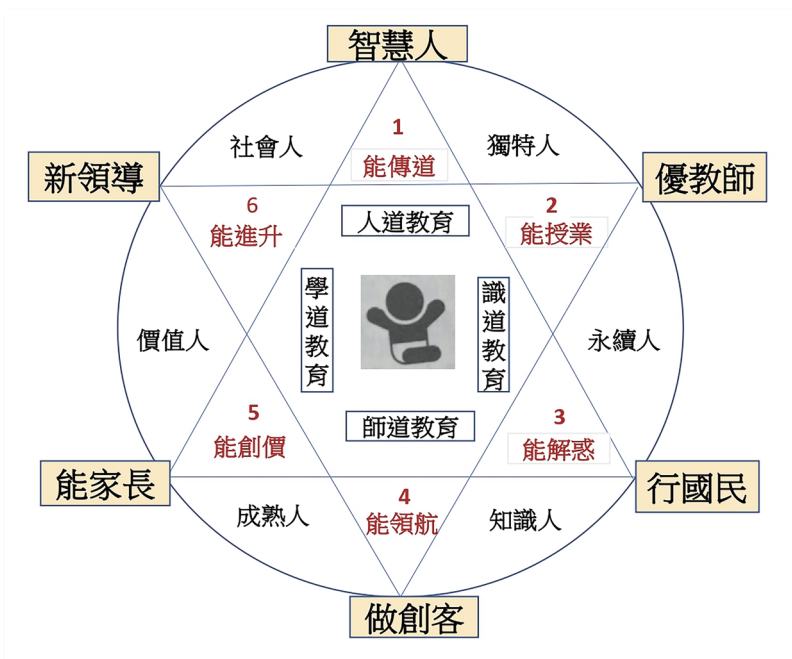 智慧人
1
能傳道
社會人
獨特人
新領導
優教師
6
能進升
2
能授業
人道教育
學道教育
識道教育
價值人
永續人
師道教育
5
能創價
3
能解惑
能家長
行國民
4
能領航
成熟人
知識人
做創客